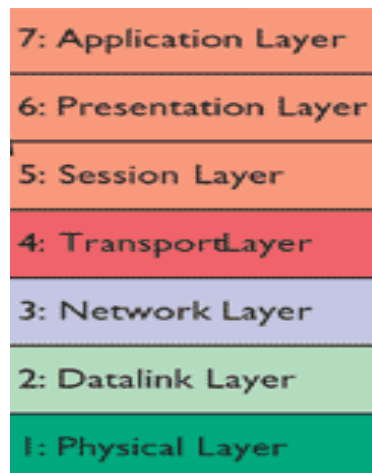 7: Application Layer
6: Presentation Layer
5: Session Layer
4: TransportLayer
3: Network Layer
2: Datalink Layer
1: Physical Layer